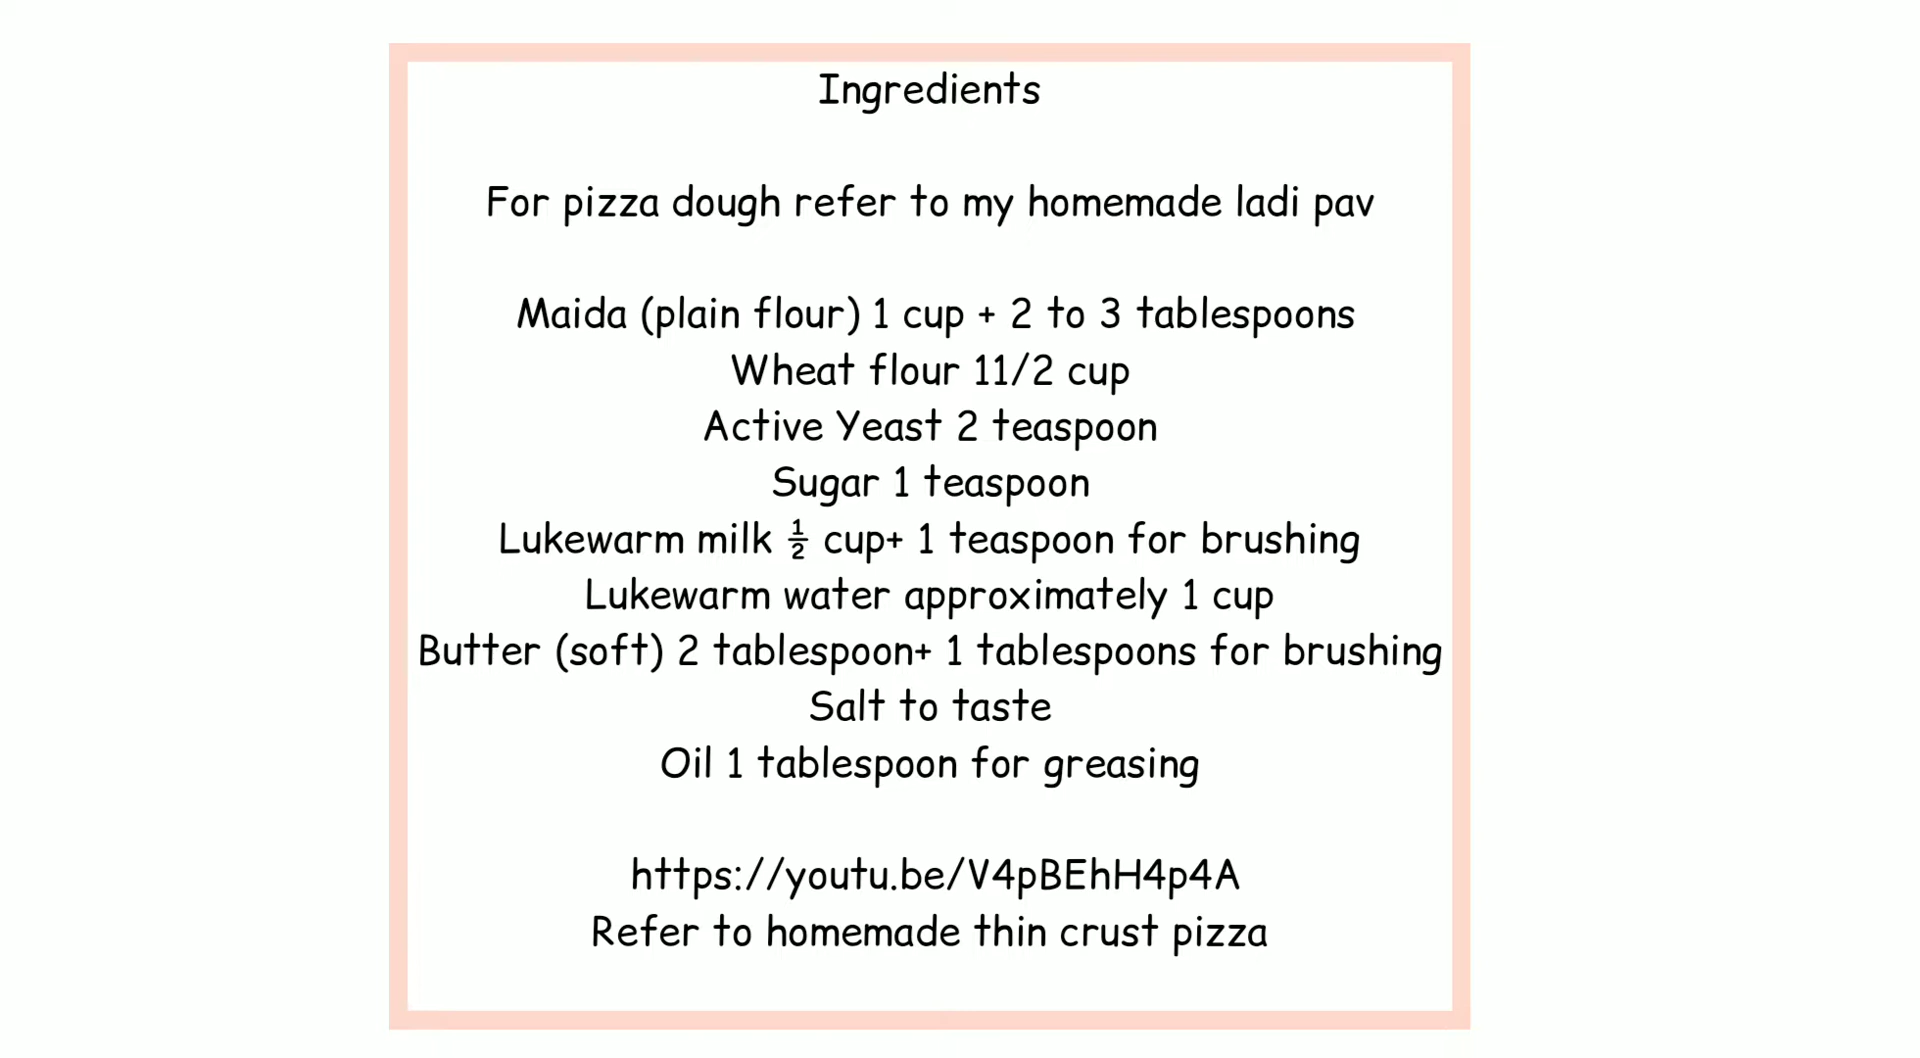 Ingredients
For pizza dough refer to my homemade ladi pav
Maida (plain flour) 1 cup + 2 to 3 tablespoons
Wheat flour 11/2 cup
Active Yeast 2 teaspoon
Sugar 1 teaspoon
Lukewarm milk ½ cup+ 1 teaspoon for brushing
Lukewarm water approximately 1 cup
Butter (soft) 2 tablespoon+ 1 tablespoons for brushing
Salt to taste
Oil 1 tablespoon for greasing
https://youtu.be/V4pBEhH4p4A
Refer to homemade thin crust pizza